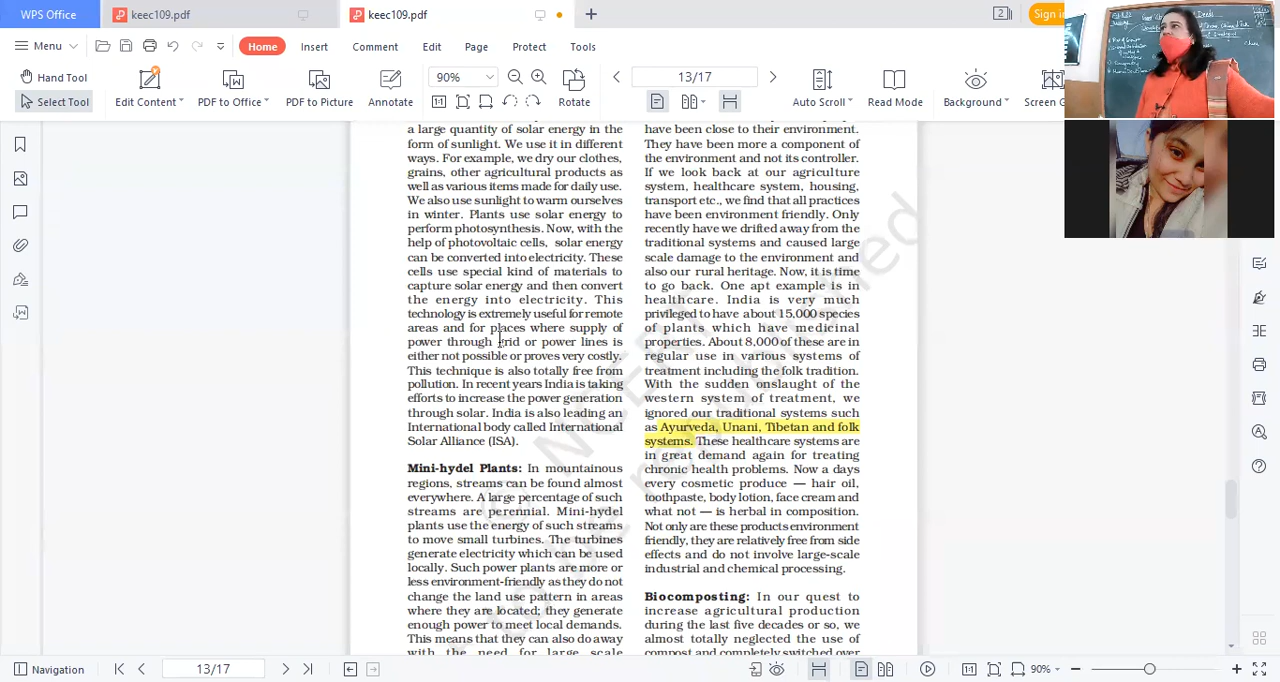 WPS Office
keec109.pdf
keec109.pdf
2
Sign in
Menu
Home
Insert
Comment
Edit
Page
Protect
Tools
Hand Tool
Select Tool
Edit Content
PDF to Office
PDF to Picture
Annotate
90%
Rotate
13/17
Auto Scroll
Read Mode
Background
Screen G
a large quantity of solar energy in the
form of sunlight. We use it in different
ways. For example, we dry our clothes,
grains, other agricultural products as
well as various items made for daily use.
We also use sunlight to warm ourselves
in winter. Plants use solar energy to
perform photosynthesis. Now, with the
help of photovoltaic cells, solar energy
can be converted into electricity. These
cells use special kind of materials to
capture solar energy and then convert
the energy into electricity. This
technology is extremely useful for remote
areas and for places where supply of
power through grid or power lines is
either not possible or proves very costly.
This technique is also totally free from
pollution. In recent years India is taking
efforts to increase the power generation
through solar. India is also leading an
International body called International
Solar Alliance (ISA).
Mini-hydel Plants: In mountainous
regions, streams can be found almost
everywhere. A large percentage of such
streams are perennial. Mini-hydel
plants use the energy of such streams
to move small turbines. The turbines
generate electricity which can be used
locally. Such power plants are more or
less environment-friendly as they do not
change the land use pattern in areas
where they are located; they generate
enough power to meet local demands.
This means that they can also do away
with the need for large scale
have been close to their environment.
They have been more a component of
the environment and not its controller.
If we look back at our agriculture
system, healthcare system, housing,
transport etc., we find that all practices
have been environment friendly. Only
recently have we drifted away from the
traditional systems and caused large
scale damage to the environment and
also our rural heritage. Now, it is time
to go back. One apt example is in
healthcare. India is very much
privileged to have about 15,000 species
of plants which have medicinal
properties. About 8,000 of these are in
regular use in various systems of
treatment including the folk tradition.
With the sudden onslaught of the
western system of treatment, we
ignored our traditional systems such
as Ayurveda, Unani, Tibetan and folk
systems. These healthcare systems are
in great demand again for treating
chronic health problems. Now a days
every cosmetic produce — hair oil,
toothpaste, body lotion, face cream and
what not — is herbal in composition.
Not only are these products environment
friendly, they are relatively free from side
effects and do not involve large-scale
industrial and chemical processing.
Biocomposting: In our quest to
increase agricultural production
during the last five decades or so, we
almost totally neglected the use of
compost and completely switched over
Navigation
13/17
90%